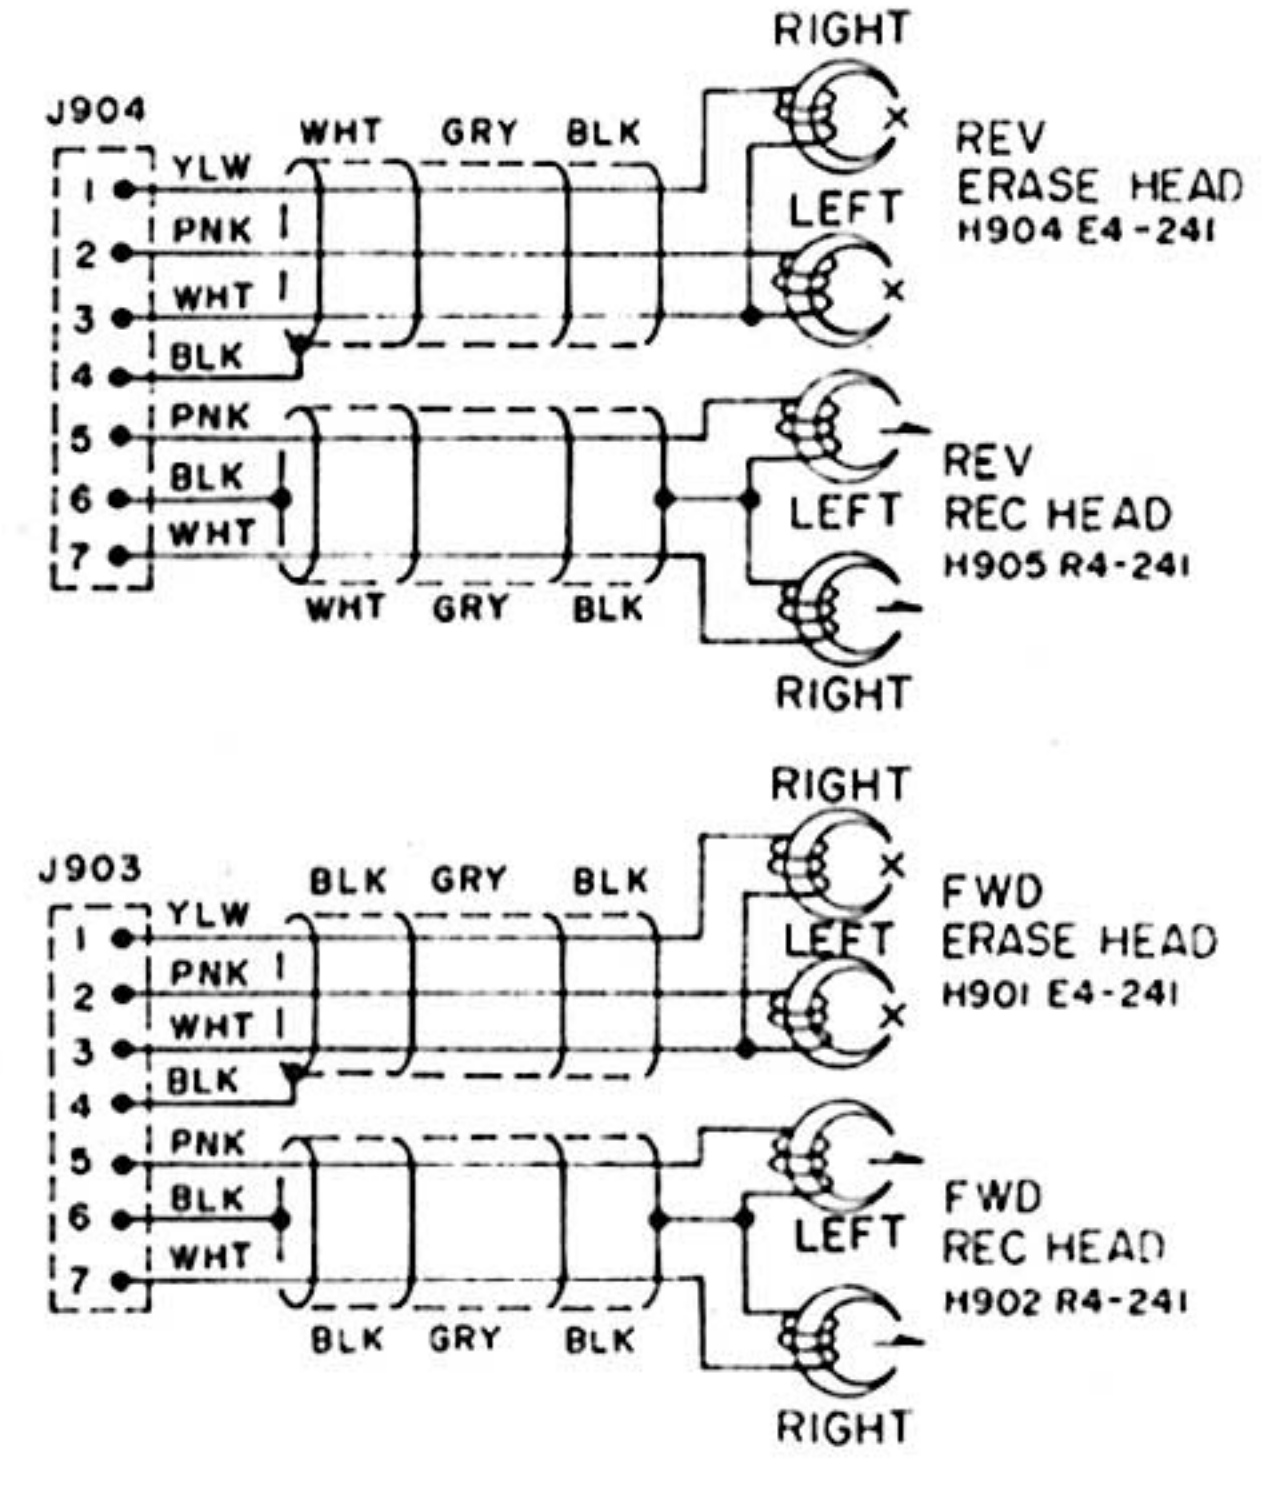 RIGHT
J904
WHT GRY BLK
REV
ERASE HEAD
H904 E4-241
1 YLW
LEFT
2 PNK
3 WHT
4 BLK
5 PNK
6 BLK
7 WHT
LEFT
REV
REC HEAD
H905 R4-241
WHT GRY BLK
RIGHT
RIGHT
J903
BLK GRY BLK
FWD
ERASE HEAD
H901 E4-241
1 YLW
LEFT
2 PNK
3 WHT
4 BLK
5 PNK
6 BLK
7 WHT
LEFT
FWD
REC HEAD
H902 R4-241
BLK GRY BLK
RIGHT